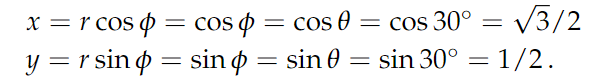 x = r cos ϕ = cos ϕ = cos θ = cos 30° = √3/2
y = r sin ϕ = sin ϕ = sin θ = sin 30° = 1/2.